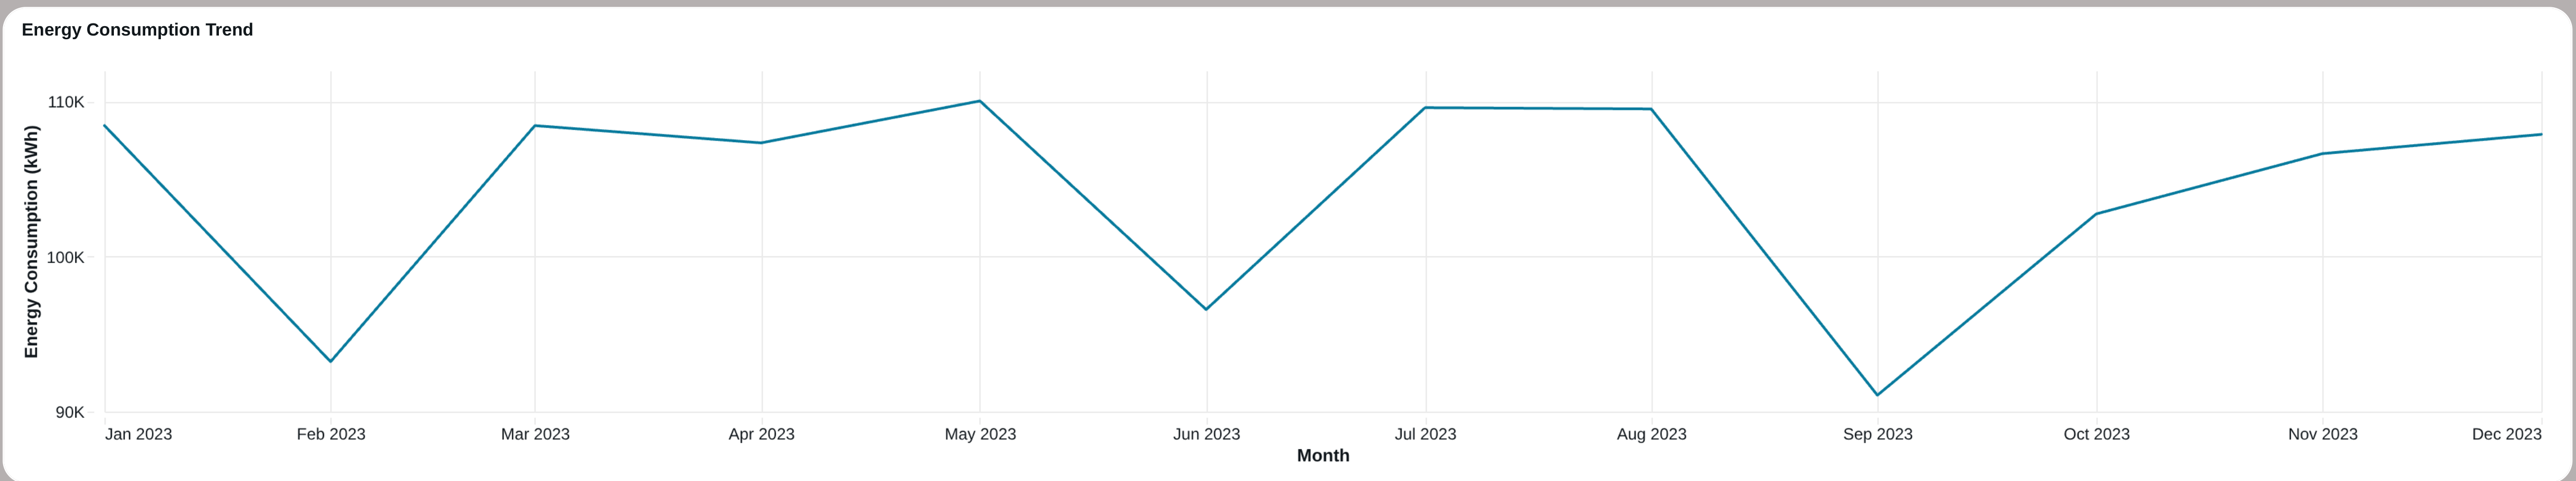 Energy Consumption Trend
Energy Consumption (kWh)
110K
100K
90K
Jan 2023 Feb 2023 Mar 2023 Apr 2023 May 2023 Jun 2023 Jul 2023 Aug 2023 Sep 2023 Oct 2023 Nov 2023 Dec 2023
Month